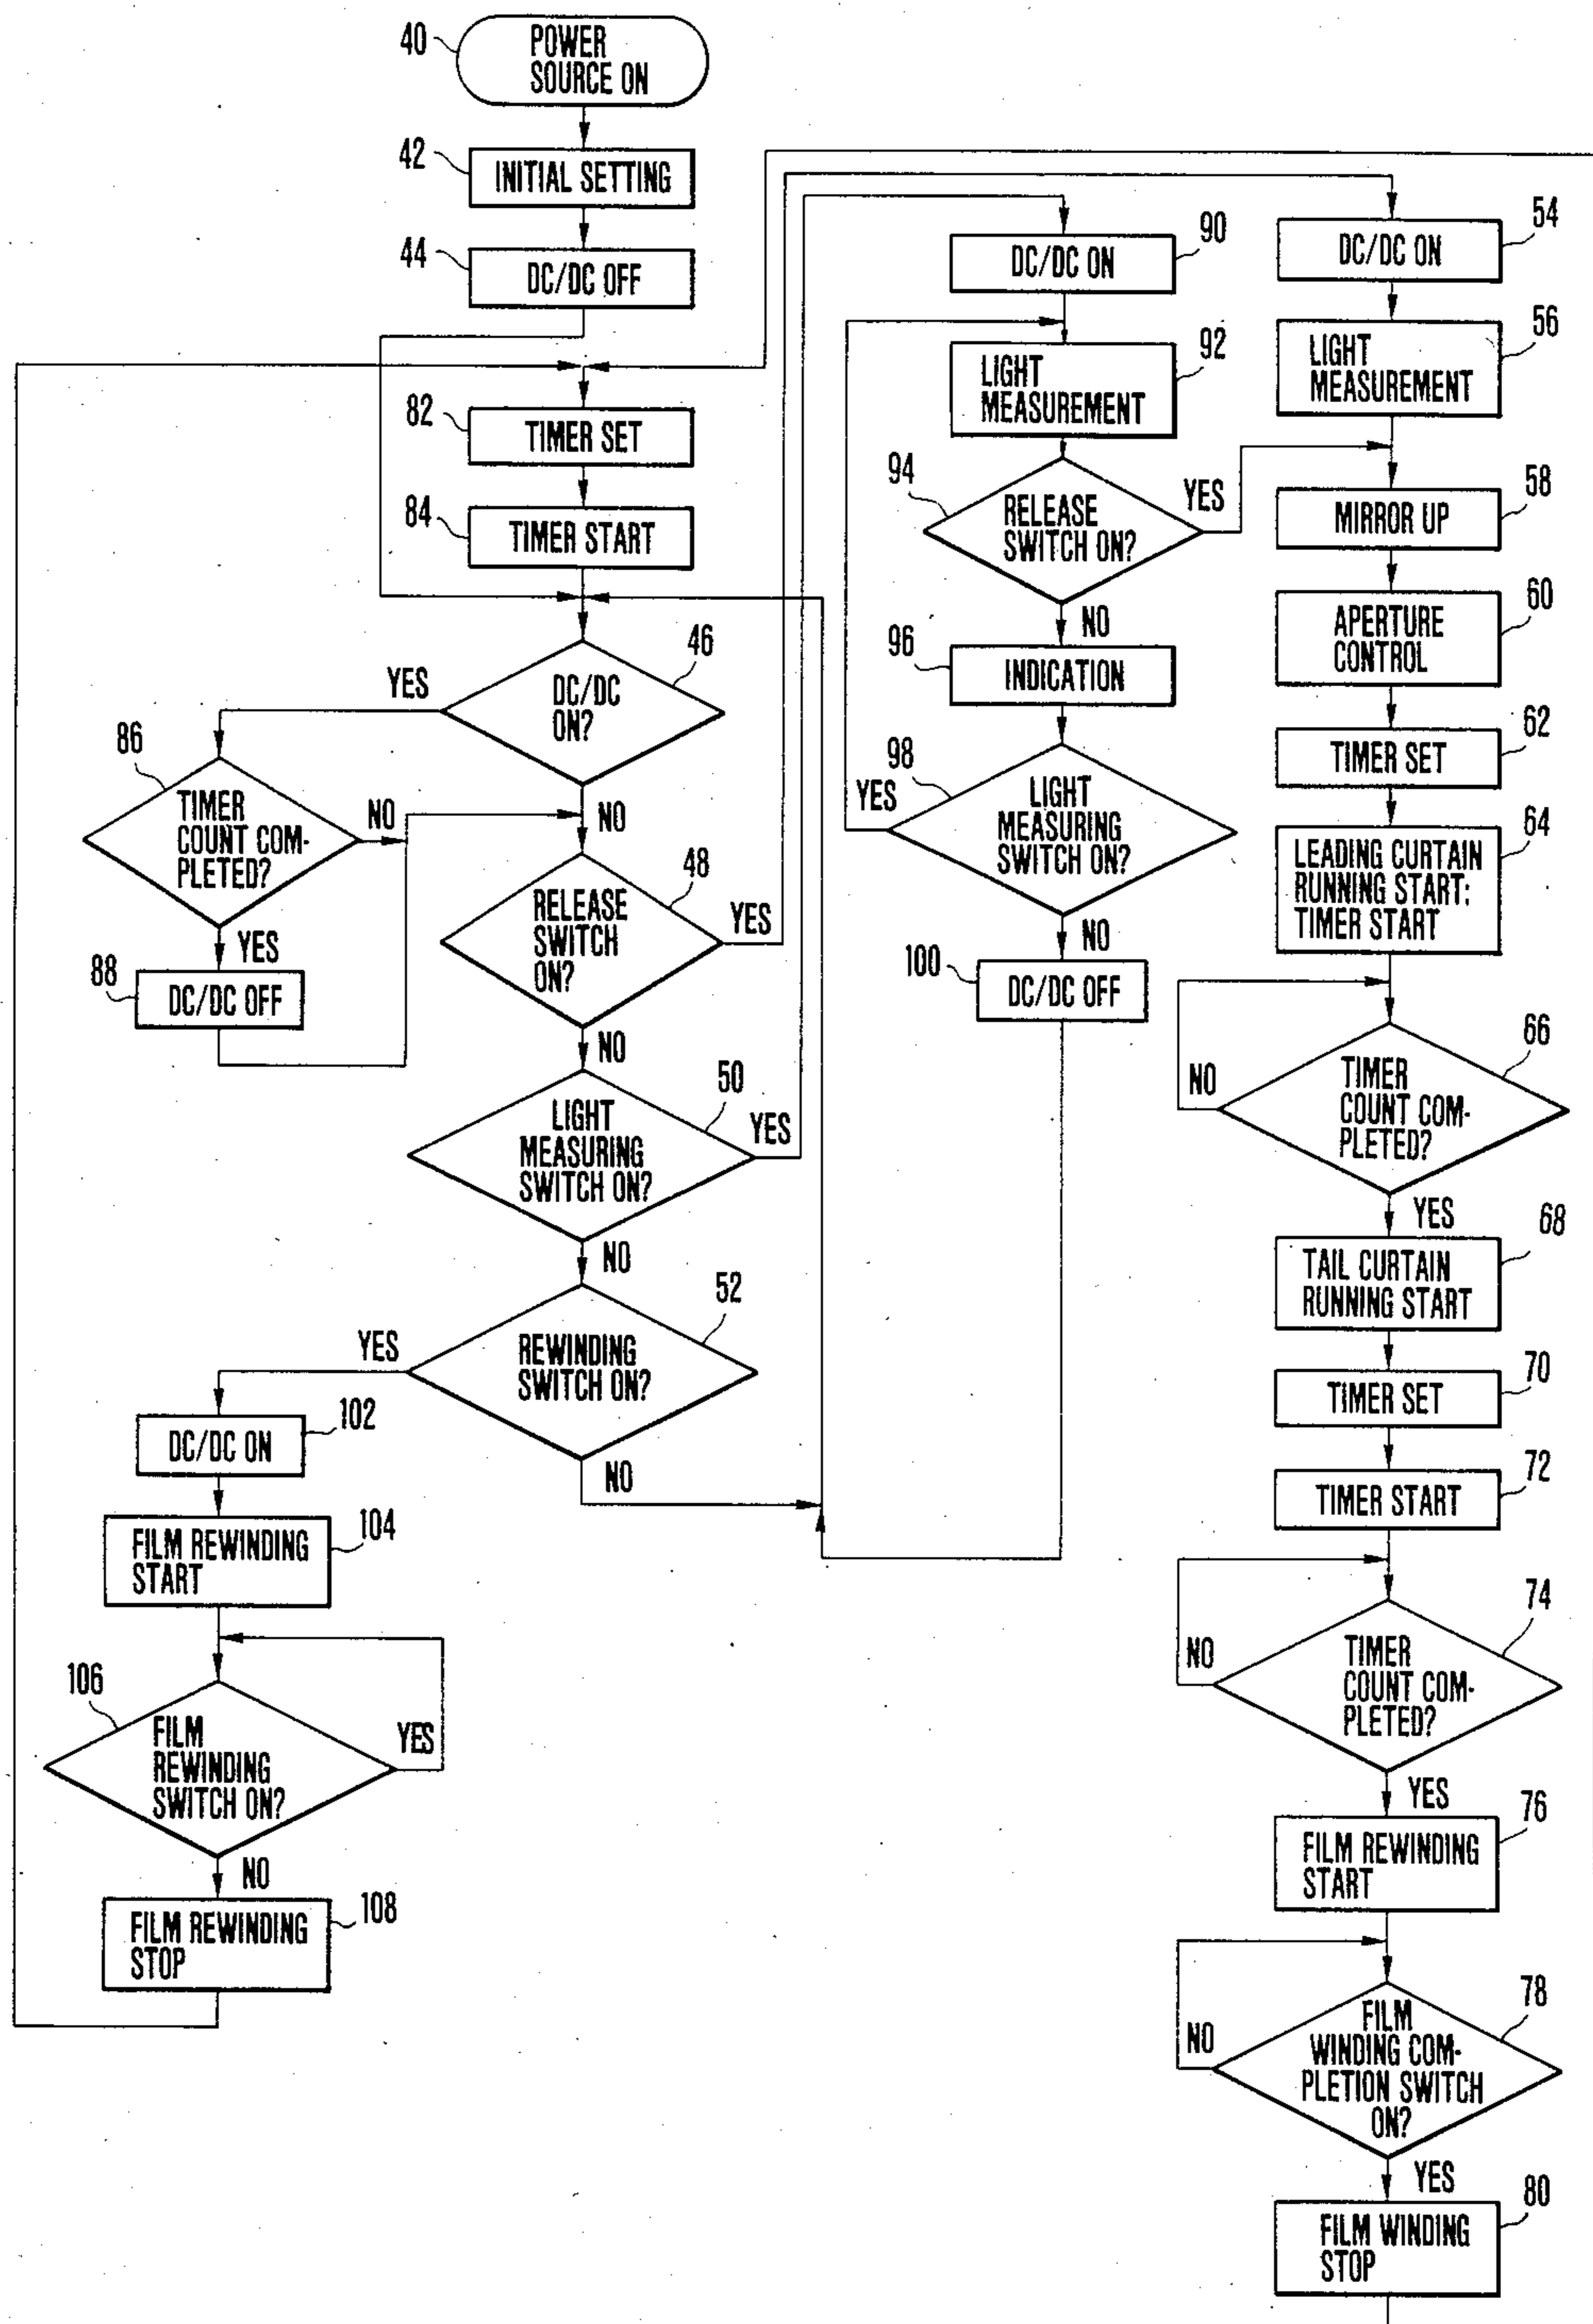 40
POWER
SOURCE ON
42
INITIAL SETTING
44
DC/DC OFF
82
TIMER SET
84
TIMER START
46
DC/DC
ON?
YES
NO
86
TIMER
COUNT COM-
PLETED?
NO
YES
88
DC/DC OFF
48
RELEASE
SWITCH
ON?
YES
NO
50
LIGHT
MEASURING
SWITCH ON?
YES
NO
52
REWINDING
SWITCH ON?
YES
NO
102
DC/DC ON
104
FILM REWINDING
START
106
FILM
REWINDING
SWITCH ON?
YES
NO
108
FILM REWINDING
STOP
90
DC/DC ON
92
LIGHT
MEASUREMENT
94
RELEASE
SWITCH ON?
YES
NO
96
INDICATION
98
LIGHT
MEASURING
SWITCH ON?
YES
NO
100
DC/DC OFF
54
DC/DC ON
56
LIGHT
MEASUREMENT
58
MIRROR UP
60
APERTURE
CONTROL
62
TIMER SET
64
LEADING CURTAIN
RUNNING START:
TIMER START
66
TIMER
COUNT COM-
PLETED?
NO
YES
68
TAIL CURTAIN
RUNNING START
70
TIMER SET
72
TIMER START
74
TIMER
COUNT COM-
PLETED?
NO
YES
76
FILM REWINDING
START
78
FILM
WINDING COM-
PLETION SWITCH
ON?
NO
YES
80
FILM WINDING
STOP